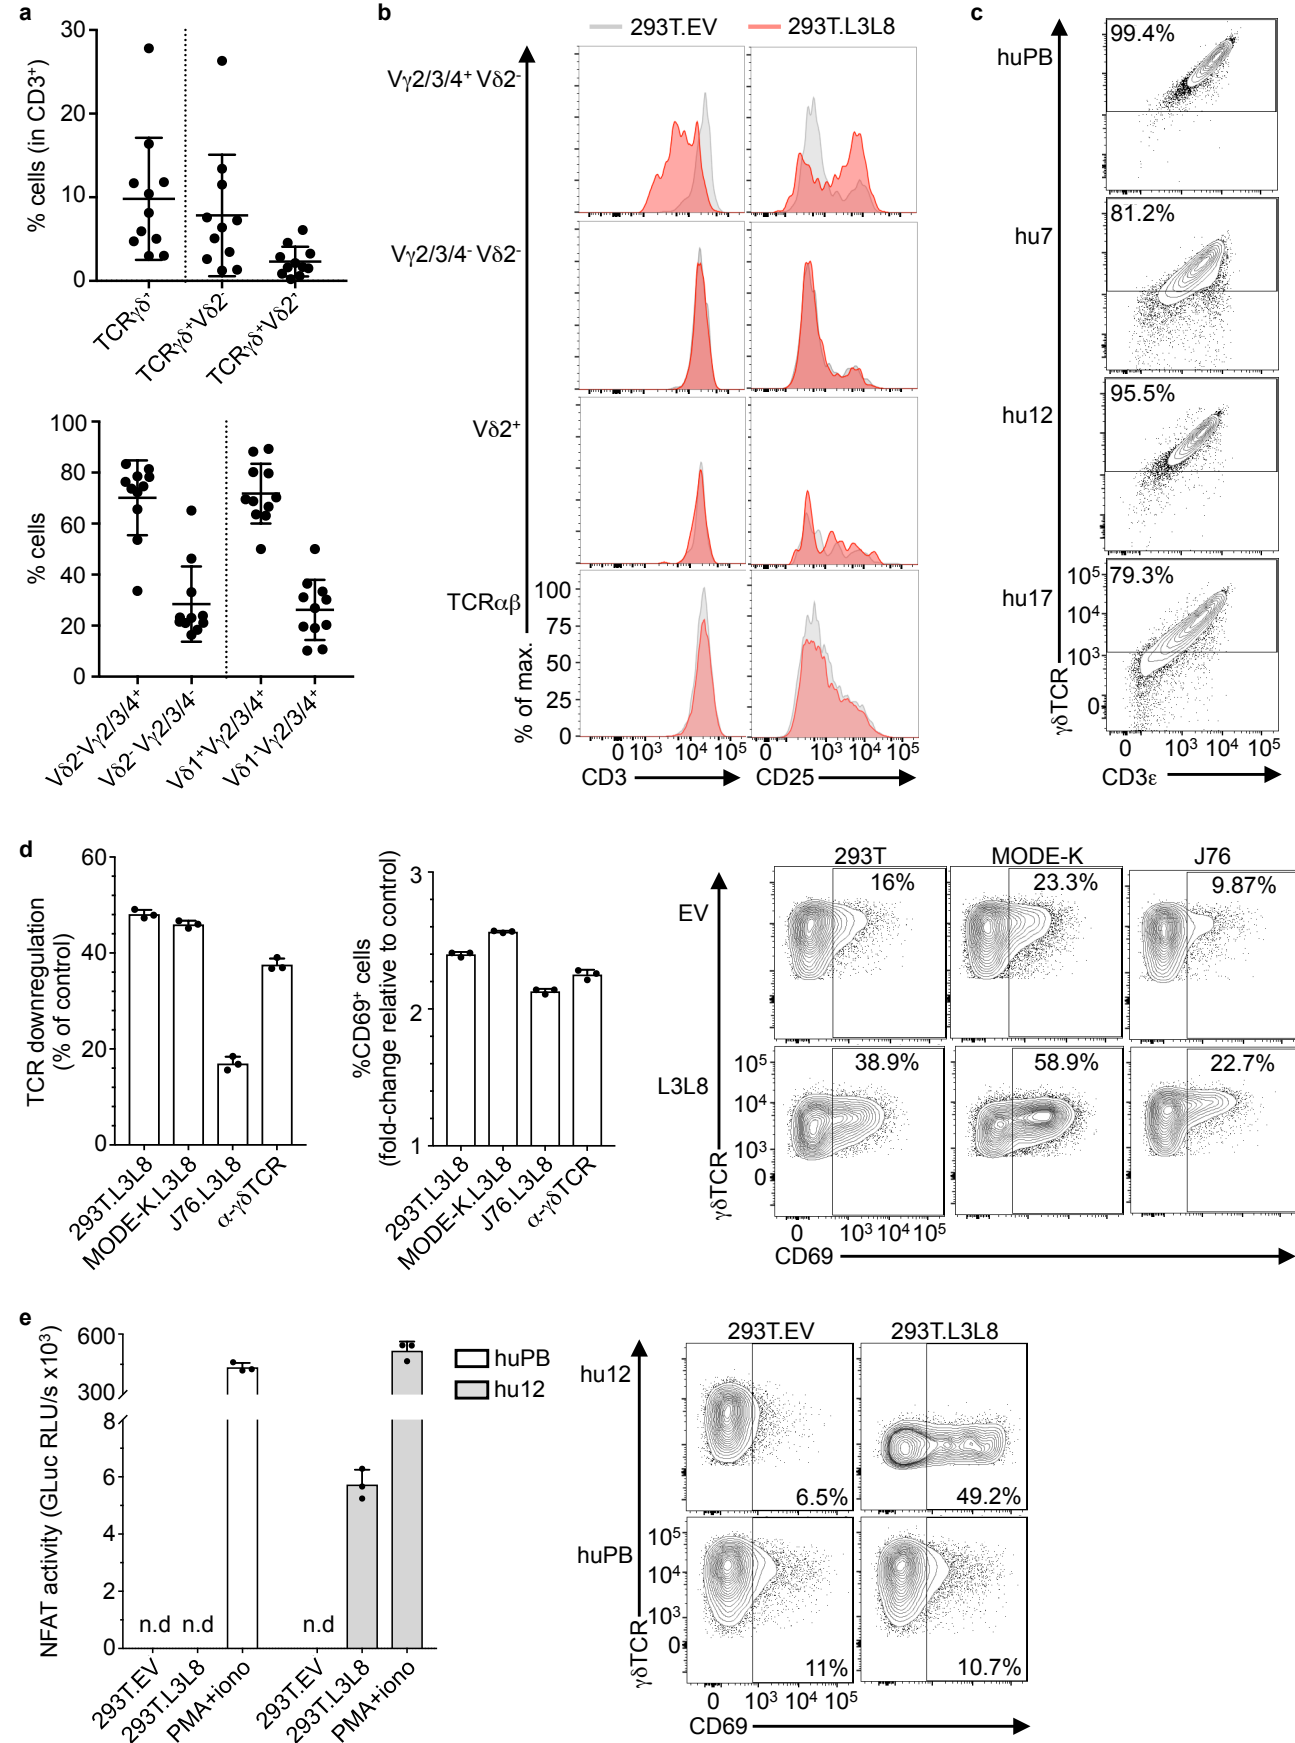 a
% cells (in CD3⁺)
30
20
10
0
TCRγδ⁺
TCRγδ⁺Vδ2⁻
TCRγδ⁺Vδ2⁺
% cells
100
80
60
40
20
0
Vδ2⁻Vγ2/3/4⁺
Vδ2⁻Vγ2/3/4⁻
Vδ1⁺Vγ2/3/4⁺
Vδ1⁻Vγ2/3/4⁺
b
293T.EV
293T.L3L8
Vγ2/3/4⁺ Vδ2⁻
Vγ2/3/4⁻ Vδ2⁻
Vδ2⁺
TCRαβ
% of max.
100
75
50
25
0
0 10³ 10⁴ 10⁵
0 10³ 10⁴ 10⁵
CD3
CD25
c
huPB
99.4%
hu7
81.2%
hu12
95.5%
hu17
79.3%
γδTCR
10⁵
10⁴
10³
0
0 10³ 10⁴ 10⁵
CD3ε
d
TCR downregulation
(% of control)
60
40
20
0
293T.L3L8
MODE-K.L3L8
J76.L3L8
α-γδTCR
%CD69⁺ cells
(fold-change relative to control)
3
2
1
293T.L3L8
MODE-K.L3L8
J76.L3L8
α-γδTCR
293T
MODE-K
J76
EV
16%
23.3%
9.87%
L3L8
38.9%
58.9%
22.7%
γδTCR
10⁵
10⁴
10³
0
0 10³ 10⁴ 10⁵
CD69
e
NFAT activity (GLuc RLU/s x10³)
600
300
8
6
4
2
0
n.d n.d
n.d
293T.EV
293T.L3L8
PMA+iono
293T.EV
293T.L3L8
PMA+iono
huPB
hu12
293T.EV
293T.L3L8
hu12
6.5%
49.2%
huPB
11%
10.7%
γδTCR
10⁵
10⁴
10³
0
0 10³ 10⁴ 10⁵
CD69